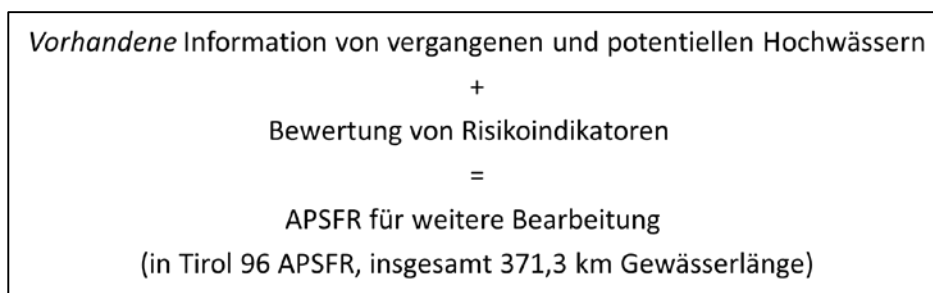 Vorhandene Information von vergangenen und potentiellen Hochwässern
+
Bewertung von Risikoindikatoren
=
APSFR für weitere Bearbeitung
(in Tirol 96 APSFR, insgesamt 371,3 km Gewässerlänge)